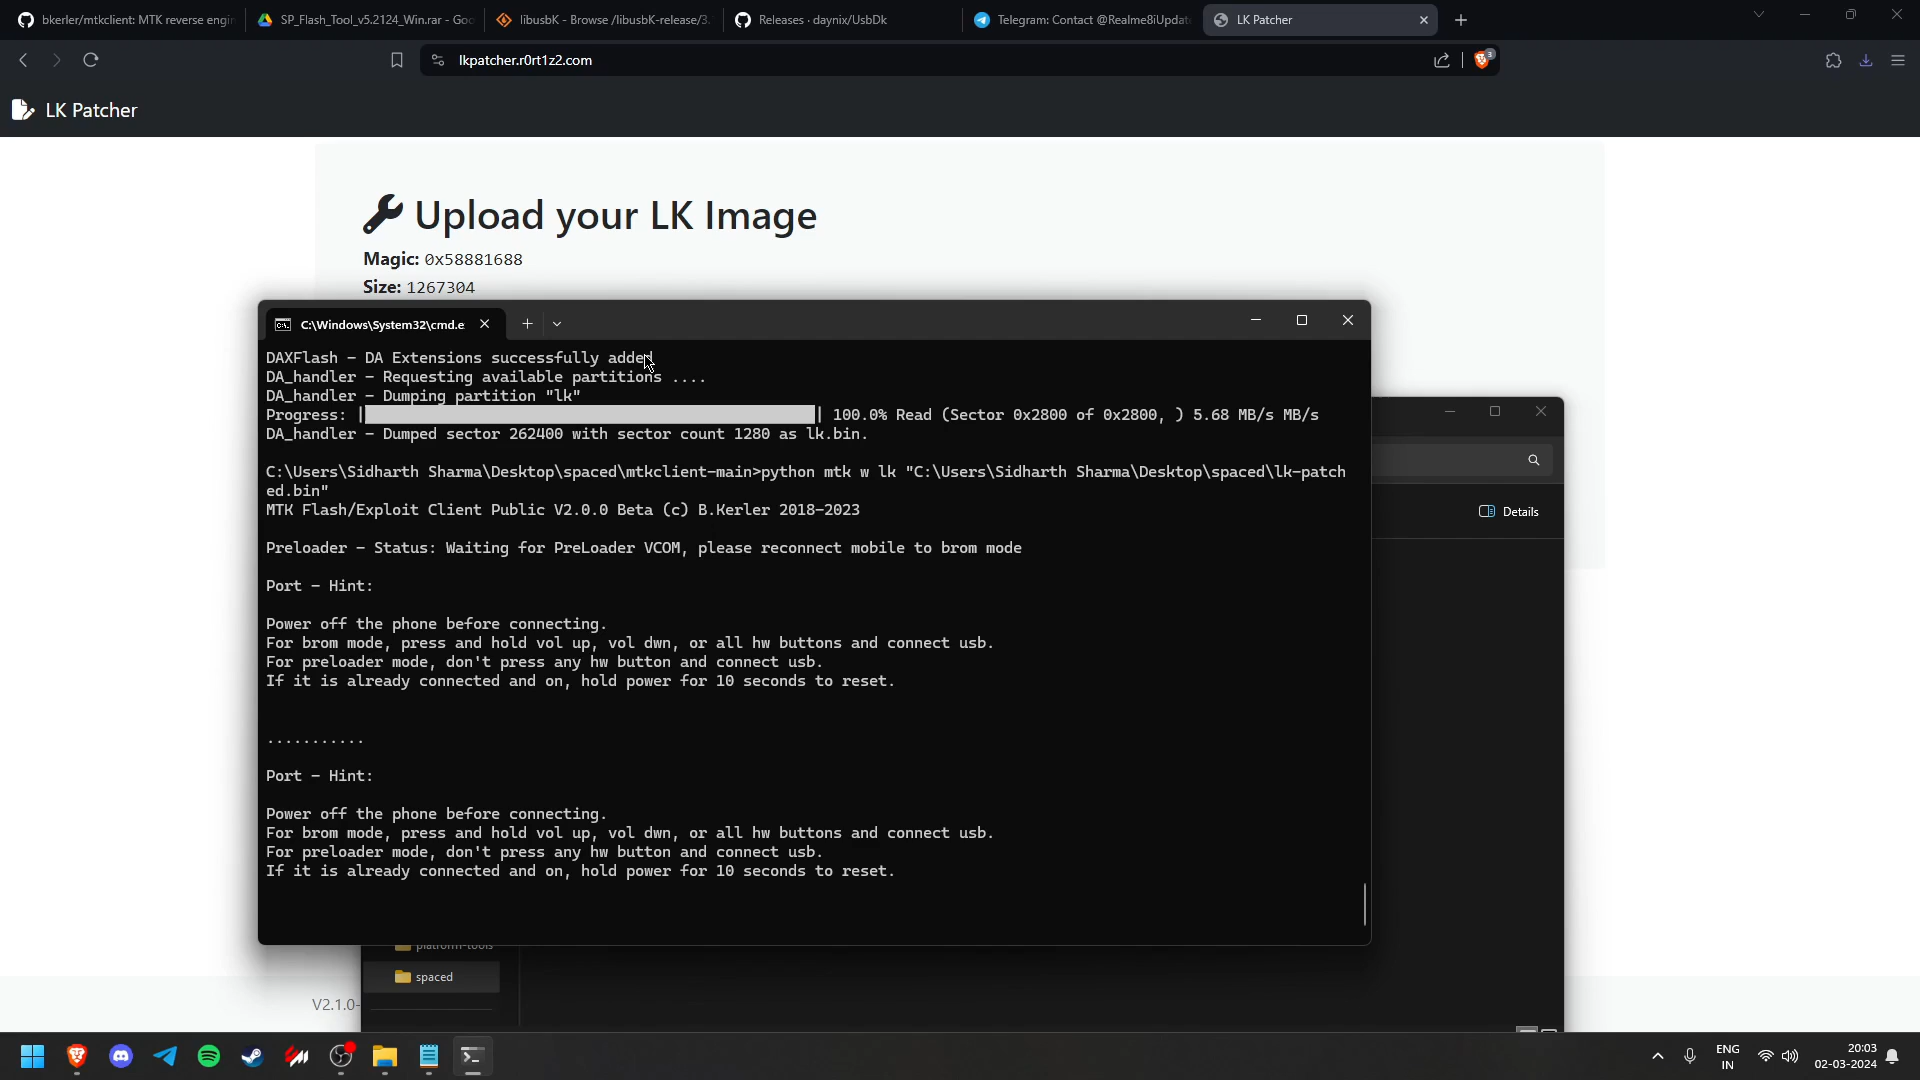 bkerler/mtkclient: MTK reverse engin
SP_Flash_Tool_v5.2124_Win.rar - Goo
libusbK - Browse /libusbK-release/3.
Releases · daynix/UsbDk
Telegram: Contact @Realme8iUpdat
LK Patcher
lkpatcher.r0rt1z2.com
3
LK Patcher
Upload your LK Image
Magic: 0x58881688
Size: 1267304
C:\Windows\System32\cmd.e
DAXFlash - DA Extensions successfully added
DA_handler - Requesting available partitions ....
DA_handler - Dumping partition "lk"
Progress: | | 100.0% Read (Sector 0x2800 of 0x2800, ) 5.68 MB/s MB/s
DA_handler - Dumped sector 262400 with sector count 1280 as lk.bin.
C:\Users\Sidharth Sharma\Desktop\spaced\mtkclient-main>python mtk w lk "C:\Users\Sidharth Sharma\Desktop\spaced\lk-patch
ed.bin"
MTK Flash/Exploit Client Public V2.0.0 Beta (c) B.Kerler 2018-2023
Preloader - Status: Waiting for PreLoader VCOM, please reconnect mobile to brom mode
Port - Hint:
Power off the phone before connecting.
For brom mode, press and hold vol up, vol dwn, or all hw buttons and connect usb.
For preloader mode, don't press any hw button and connect usb.
If it is already connected and on, hold power for 10 seconds to reset.
...........
Port - Hint:
Power off the phone before connecting.
For brom mode, press and hold vol up, vol dwn, or all hw buttons and connect usb.
For preloader mode, don't press any hw button and connect usb.
If it is already connected and on, hold power for 10 seconds to reset.
Details
platform-tools
spaced
V2.1.0-
ENG
IN
20:03
02-03-2024